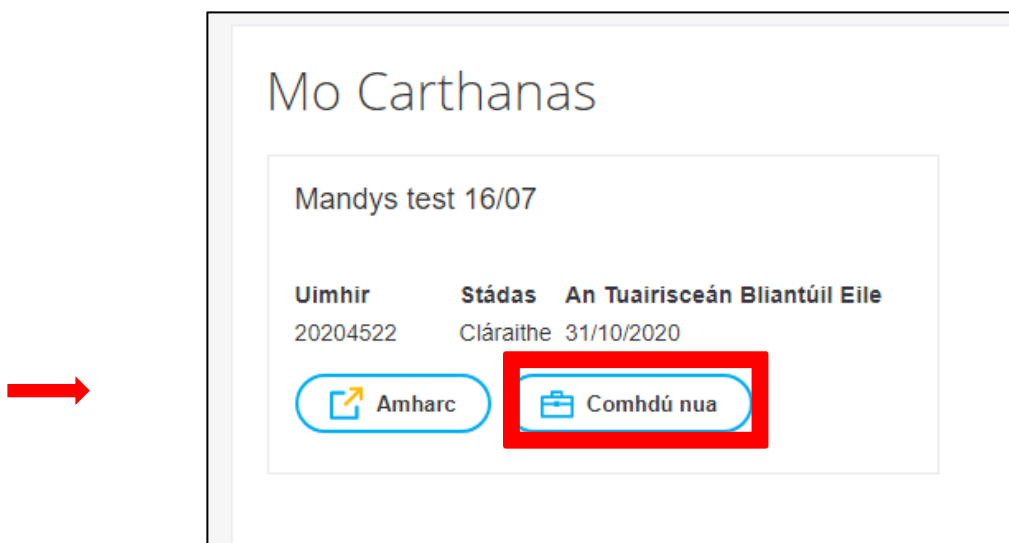 Mo Carthanas
Mandys test 16/07
Uimhir Stádas An Tuairisceán Bliantúil Eile
20204522 Cláraithe 31/10/2020
Amharc Comhdú nua